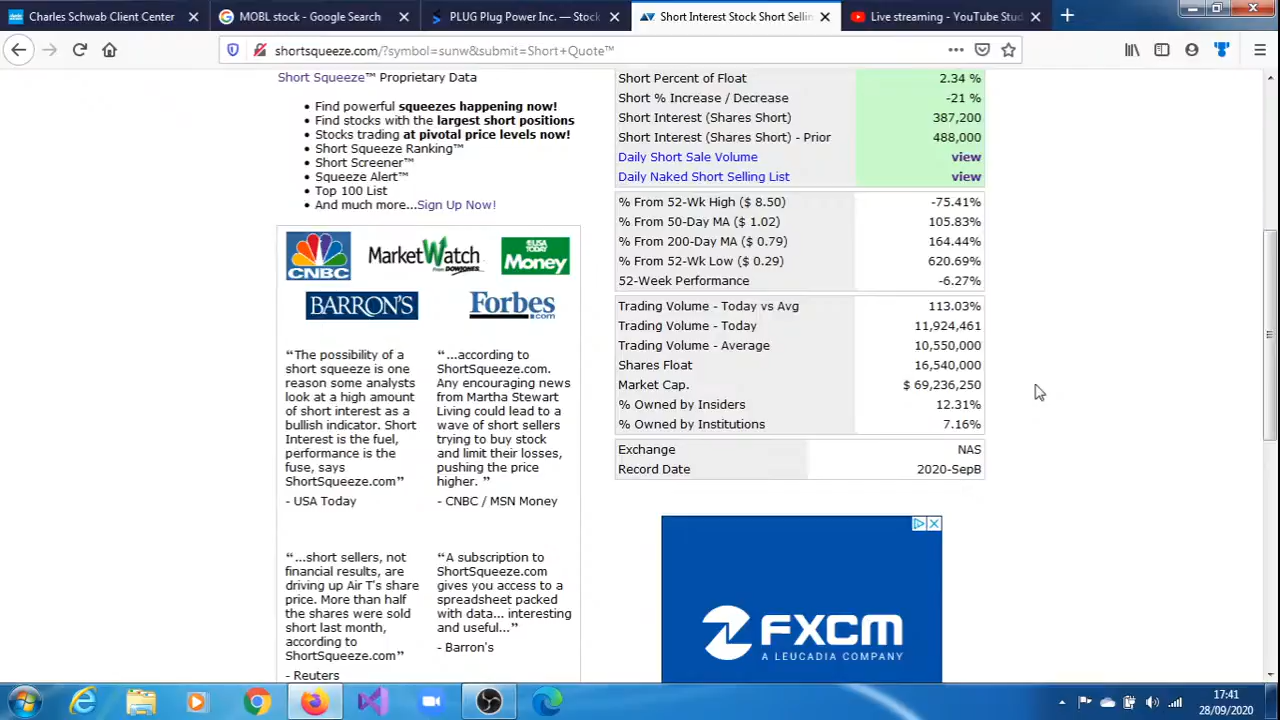 Charles Schwab Client Center
MOBL stock - Google Search
PLUG Plug Power Inc. — Stock
Short Interest Stock Short Sellin
Live streaming - YouTube Stud
shortsqueeze.com/?symbol=sunw&submit=Short+Quote™
Short Squeeze™ Proprietary Data
• Find powerful squeezes happening now!
• Find stocks with the largest short positions
• Stocks trading at pivotal price levels now!
• Short Squeeze Ranking™
• Short Screener™
• Squeeze Alert™
• Top 100 List
• And much more...Sign Up Now!
CNBC
MarketWatch
From DOWJONES
USA TODAY
Money
BARRON'S
Forbes
.com
“The possibility of a
short squeeze is one
reason some analysts
look at a high amount
of short interest as a
bullish indicator. Short
Interest is the fuel,
performance is the
fuse, says
ShortSqueeze.com”
- USA Today
“...according to
ShortSqueeze.com.
Any encouraging news
from Martha Stewart
Living could lead to a
wave of short sellers
trying to buy stock
and limit their losses,
pushing the price
higher. ”
- CNBC / MSN Money
“...short sellers, not
financial results, are
driving up Air T's share
price. More than half
the shares were sold
short last month,
according to
ShortSqueeze.com”
- Reuters
“A subscription to
ShortSqueeze.com
gives you access to a
spreadsheet packed
with data... interesting
and useful...”
- Barron's
Short Percent of Float 2.34 %
Short % Increase / Decrease -21 %
Short Interest (Shares Short) 387,200
Short Interest (Shares Short) - Prior 488,000
Daily Short Sale Volume view
Daily Naked Short Selling List view
% From 52-Wk High ($ 8.50) -75.41%
% From 50-Day MA ($ 1.02) 105.83%
% From 200-Day MA ($ 0.79) 164.44%
% From 52-Wk Low ($ 0.29) 620.69%
52-Week Performance -6.27%
Trading Volume - Today vs Avg 113.03%
Trading Volume - Today 11,924,461
Trading Volume - Average 10,550,000
Shares Float 16,540,000
Market Cap. $ 69,236,250
% Owned by Insiders 12.31%
% Owned by Institutions 7.16%
Exchange NAS
Record Date 2020-SepB
FXCM
A LEUCADIA COMPANY
17:41
28/09/2020